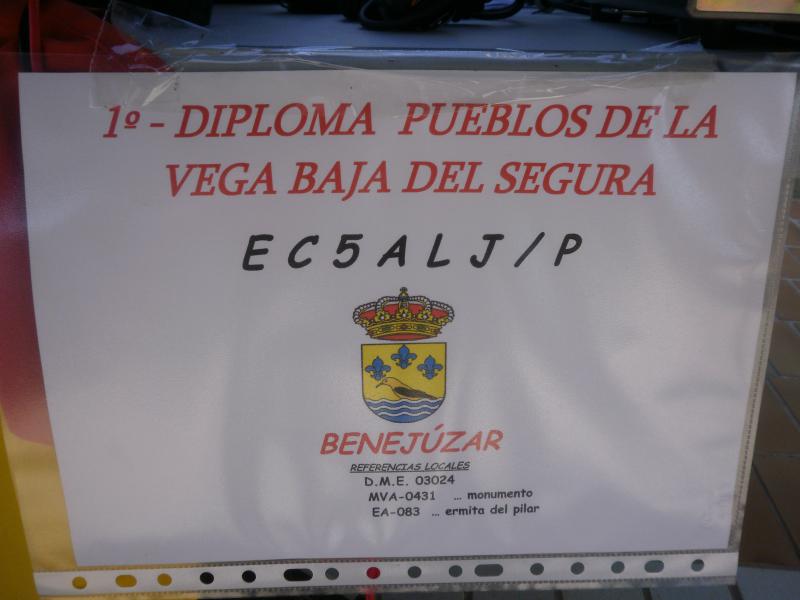 1º - DIPLOMA PUEBLOS DE LA
VEGA BAJA DEL SEGURA
EC5ALJ/P
BENEJÚZAR
REFERENCIAS LOCALES
D.M.E. 03024
MVA-0431 ... monumento
EA-083 ... ermita del pilar